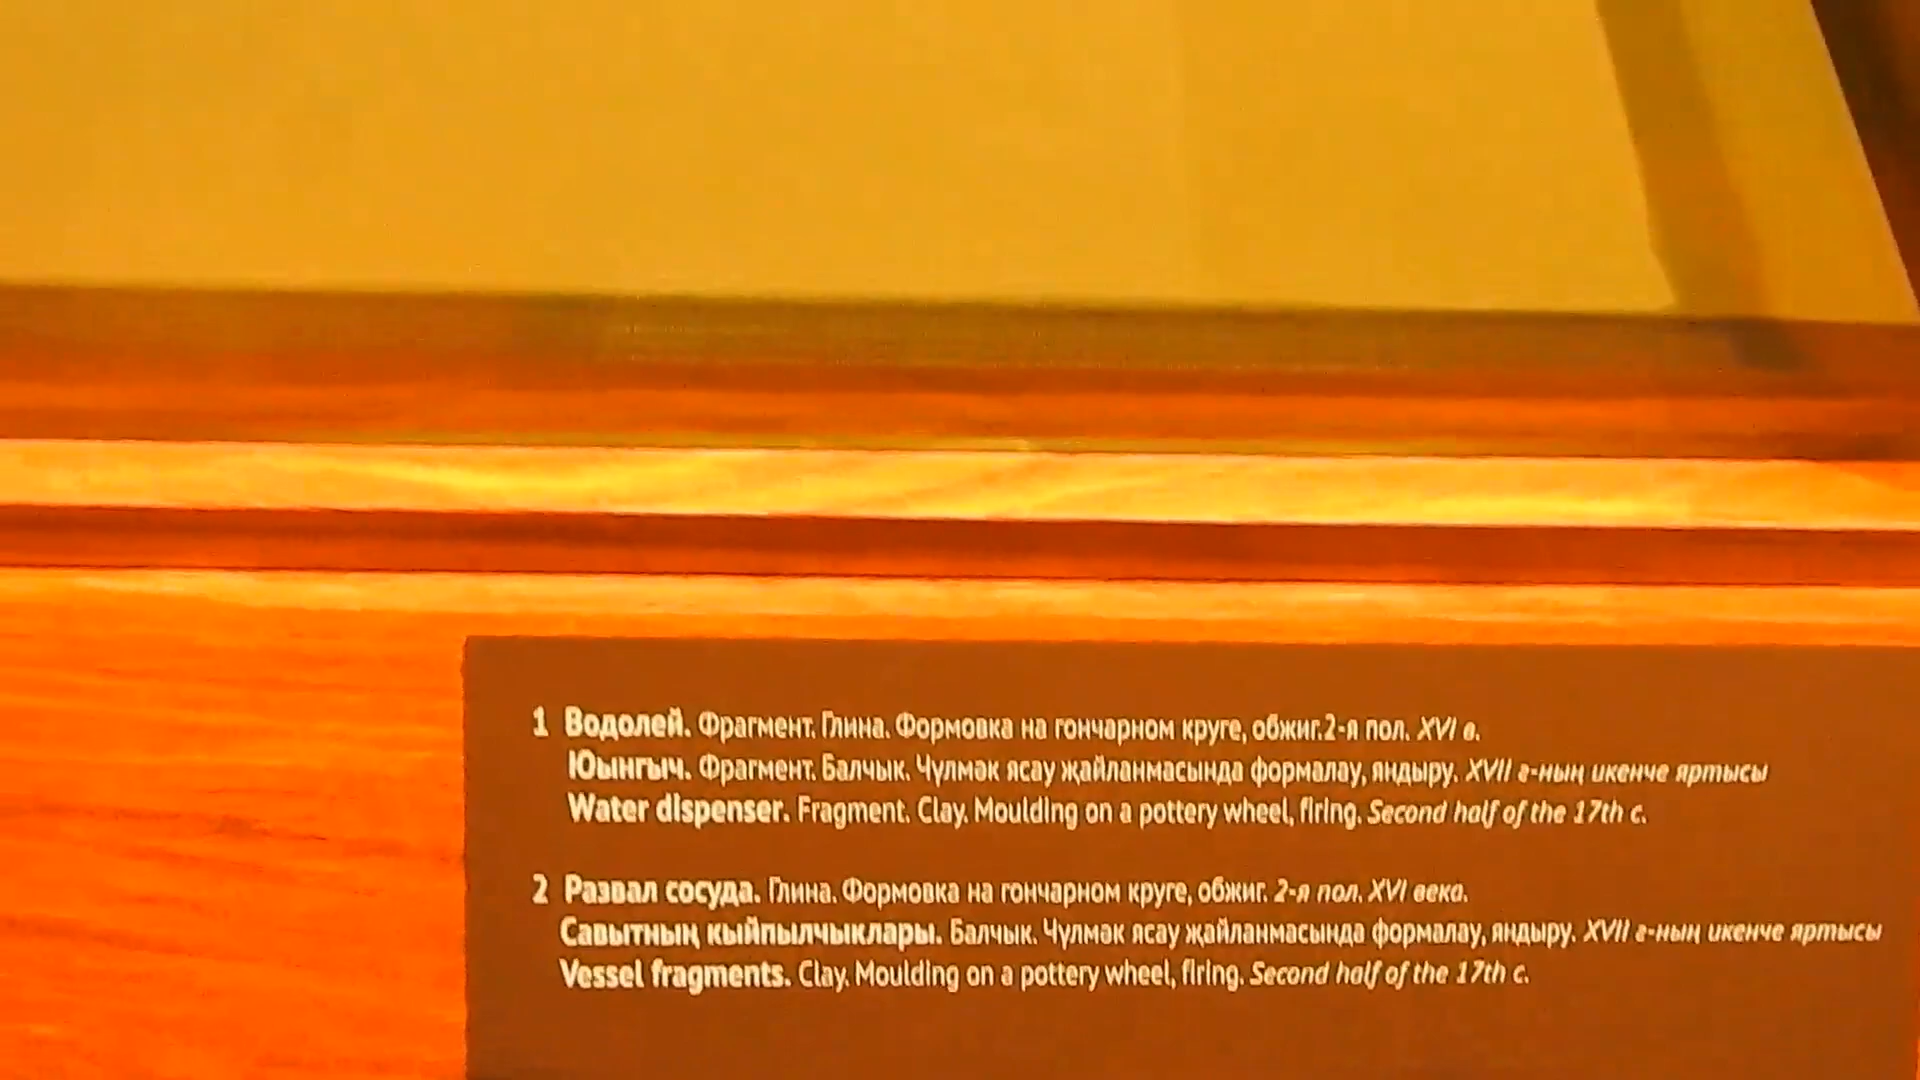 1 Водолей. Фрагмент. Глина. Формовка на гончарном круге, обжиг.2-я пол. XVI в.
Юынгыч. Фрагмент. Балчык. Чүлмәк ясау җайланмасында формалау, яндыру. XVII г-ның икенче яртысы
Water dispenser. Fragment. Clay. Moulding on a pottery wheel, firing. Second half of the 17th c.
2 Развал сосуда. Глина. Формовка на гончарном круге, обжиг. 2-я пол. XVI века.
Савытның кыйпылчыклары. Балчык. Чүлмәк ясау җайланмасында формалау, яндыру. XVII г-ның икенче яртысы
Vessel fragments. Clay. Moulding on a pottery wheel, firing. Second half of the 17th c.